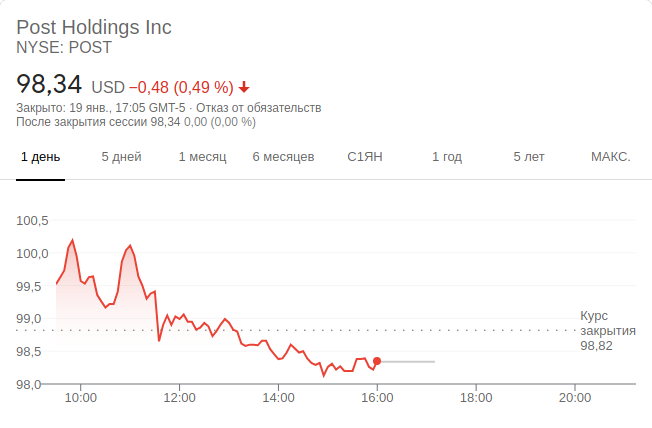 Post Holdings Inc
NYSE: POST
98,34 USD −0,48 (0,49 %)
Закрыто: 19 янв., 17:05 GMT-5 · Отказ от обязательств
После закрытия сессии 98,34 0,00 (0,00 %)
1 день 5 дней 1 месяц 6 месяцев С1ЯН 1 год 5 лет МАКС.
100,5
100,0
99,5
99,0
98,5
98,0
Курс
закрытия
98,82
10:00 12:00 14:00 16:00 18:00 20:00